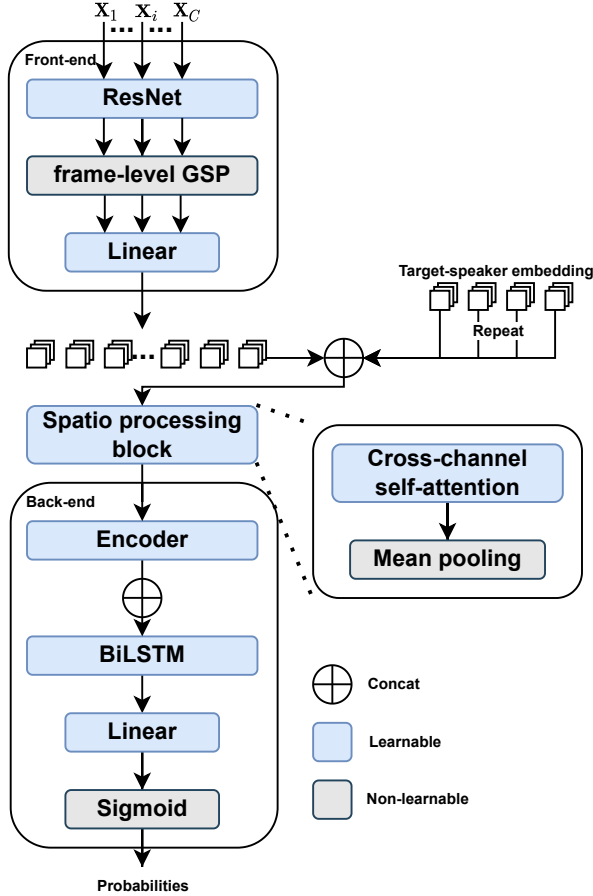 X₁ ... Xᵢ ... X_C
Front-end
ResNet
frame-level GSP
Linear
Target-speaker embedding
Repeat
...
Spatio processing
block
Cross-channel
self-attention
Mean pooling
Back-end
Encoder
BiLSTM
Linear
Sigmoid
Probabilities
Concat
Learnable
Non-learnable